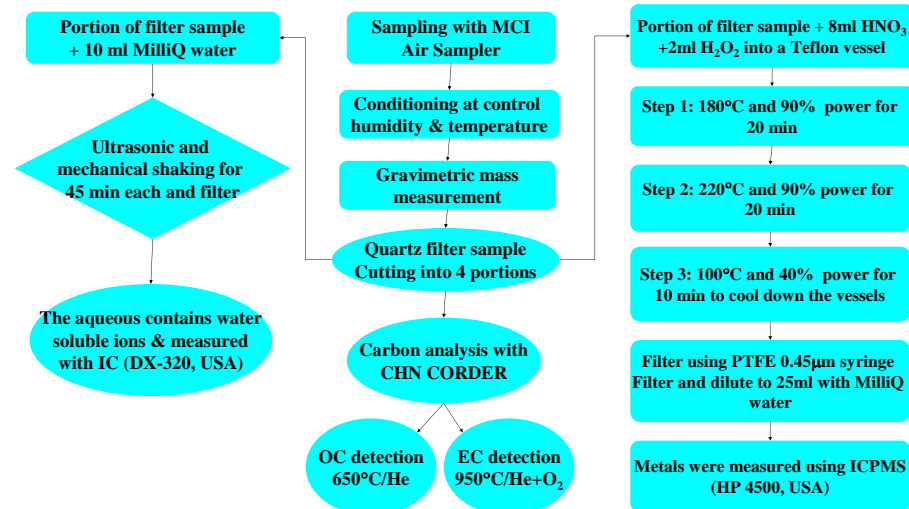 Portion of filter sample
+ 10 ml MilliQ water
Ultrasonic and
mechanical shaking for
45 min each and filter
The aqueous contains water
soluble ions & measured
with IC (DX-320, USA)
Sampling with MCI
Air Sampler
Conditioning at control
humidity & temperature
Gravimetric mass
measurement
Quartz filter sample
Cutting into 4 portions
Carbon analysis with
CHN CORDER
OC detection
650°C/He
EC detection
950°C/He+O₂
Portion of filter sample + 8ml HNO₃
+2ml H₂O₂ into a Teflon vessel
Step 1: 180°C and 90% power for
20 min
Step 2: 220°C and 90% power for
20 min
Step 3: 100°C and 40% power for
10 min to cool down the vessels
Filter using PTFE 0.45μm syringe
Filter and dilute to 25ml with MilliQ
water
Metals were measured using ICPMS
(HP 4500, USA)